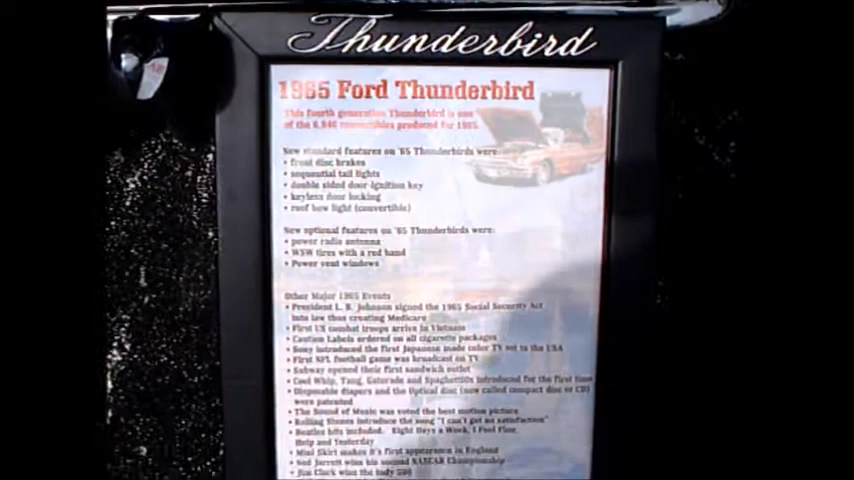 Thunderbird
1965 Ford Thunderbird
This fourth generation Thunderbird is one
of the 6,846 convertibles produced for 1965.
New standard features on '65 Thunderbirds were:
• front disc brakes
• sequential tail lights
• double sided door-ignition key
• keyless door locking
• roof bow light (convertible)
New optional features on '65 Thunderbirds were:
• power radio antenna
• WSW tires with a red band
• Power vent windows
Other Major 1965 Events
• President L. B. Johnson signed the 1965 Social Security Act
into law thus creating Medicare
• First US combat troops arrive in Vietnam
• Caution Labels ordered on all cigarette packages
• Sony introduced the first Japanese made color TV set to the USA
• First NFL football game was broadcast on TV
• Subway opened their first sandwich outlet
• Cool Whip, Tang, Gatorade and Spaghettios introduced for the first time
• Disposable diapers and the Optical disc (now called compact disc or CD)
were patented
• The Sound of Music was voted the best motion picture
• Rolling Stones introduce the song "I can't get no satisfaction"
• Beatles hits included: Eight Days a Week, I Feel Fine,
Help and Yesterday
• Mini Skirt makes it's first appearance in England
• Ned Jarrett wins his second NASCAR Championship
• Jim Clark wins the Indy 500